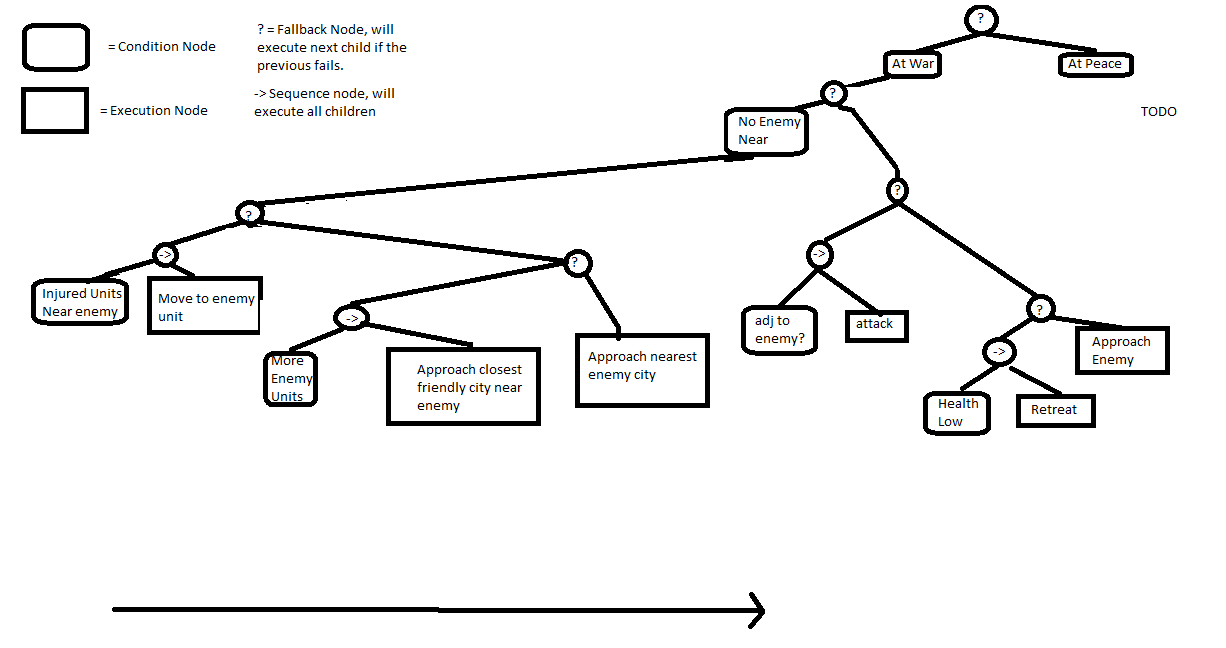 = Condition Node
? = Fallback Node, will
execute next child if the
previous fails.
= Execution Node
-> Sequence node, will
execute all children
?
At War
At Peace
TODO
?
No Enemy
Near
?
?
->
?
->
Injured Units
Near enemy
Move to enemy
unit
->
More
Enemy
Units
Approach closest
friendly city near
enemy
Approach nearest
enemy city
adj to
enemy?
attack
?
->
Approach
Enemy
Health
Low
Retreat